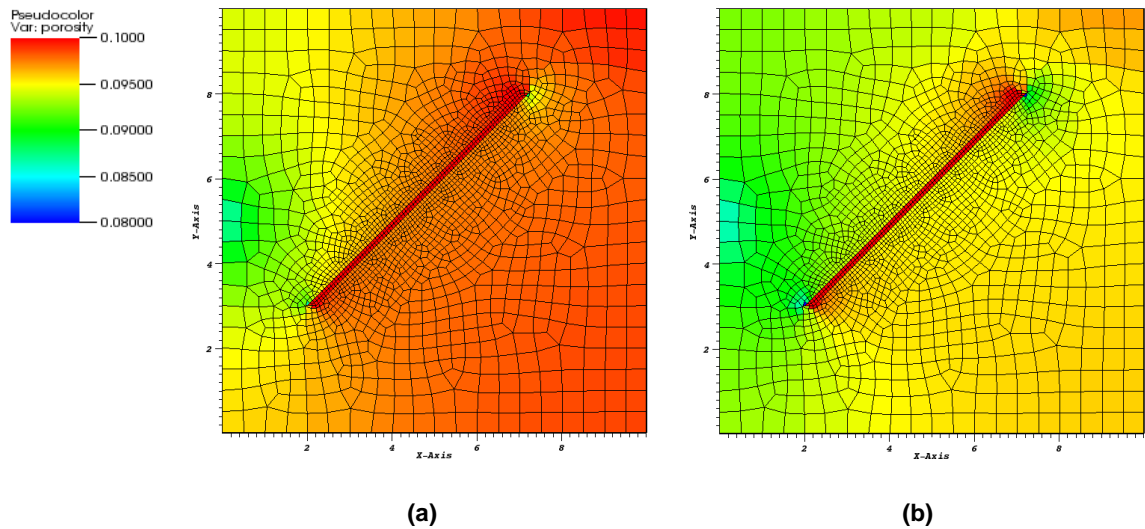 Pseudocolor
Var: porosity
0.1000
0.09500
0.09000
0.08500
0.08000
8
6
4
2
Y-Axis
2 4 6 8
X-Axis
8
6
4
2
Y-Axis
2 4 6 8
X-Axis
(a) (b)